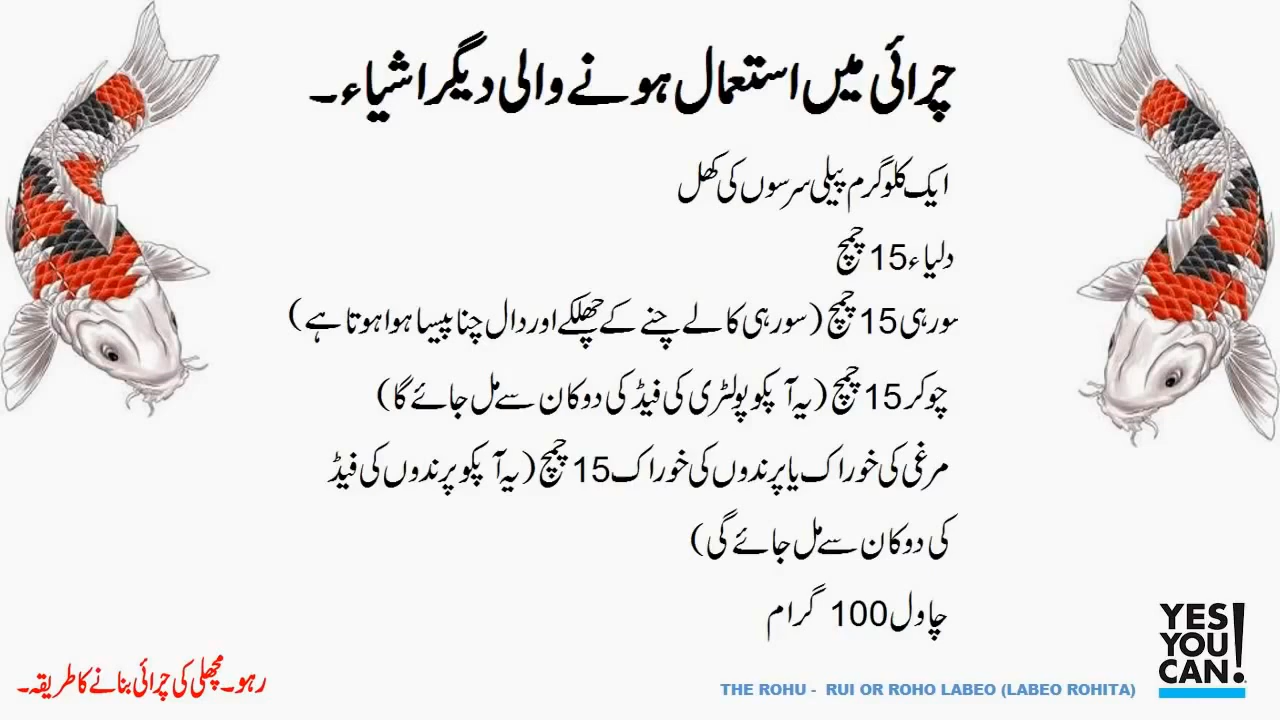 چرائی میں استعمال ہونے والی دیگر اشیاء۔
ایک کلوگرم پیلی سرسوں کی کھل
دلیاء 15 چمچ
سورہی 15 چمچ (سورہی کالے چنے کے چھلکے اور دال چنا پیسا ہوا ہوتا ہے)
چوکر 15 چمچ (یہ آپکو پولٹری کی فیڈ کی دوکان سے مل جائے گا)
مرغی کی خوراک یا پرندوں کی خوراک 15 چمچ (یہ آپکو پرندوں کی فیڈ
کی دوکان سے مل جائے گی)
چاول 100 گرام
رہو۔ مچھلی کی چرائی بنانے کا طریقہ۔
THE ROHU - RUI OR ROHO LABEO (LABEO ROHITA)
YES
YOU
CAN!